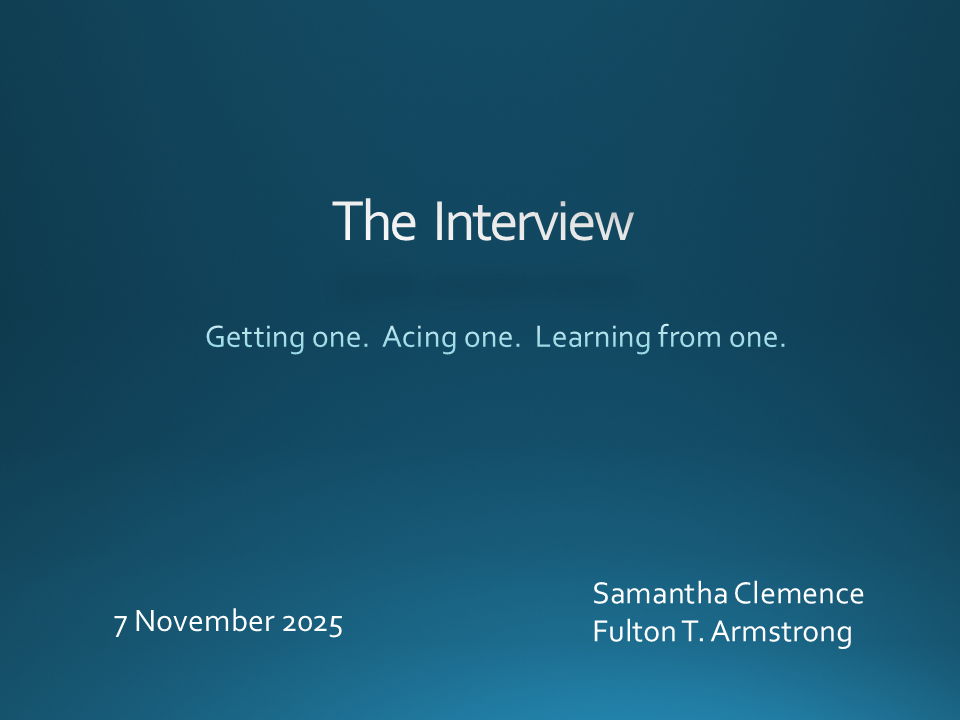 The Interview
Getting one.  Acing one.  Learning from one.
7 November 2025
Samantha Clemence
Fulton T. Armstrong